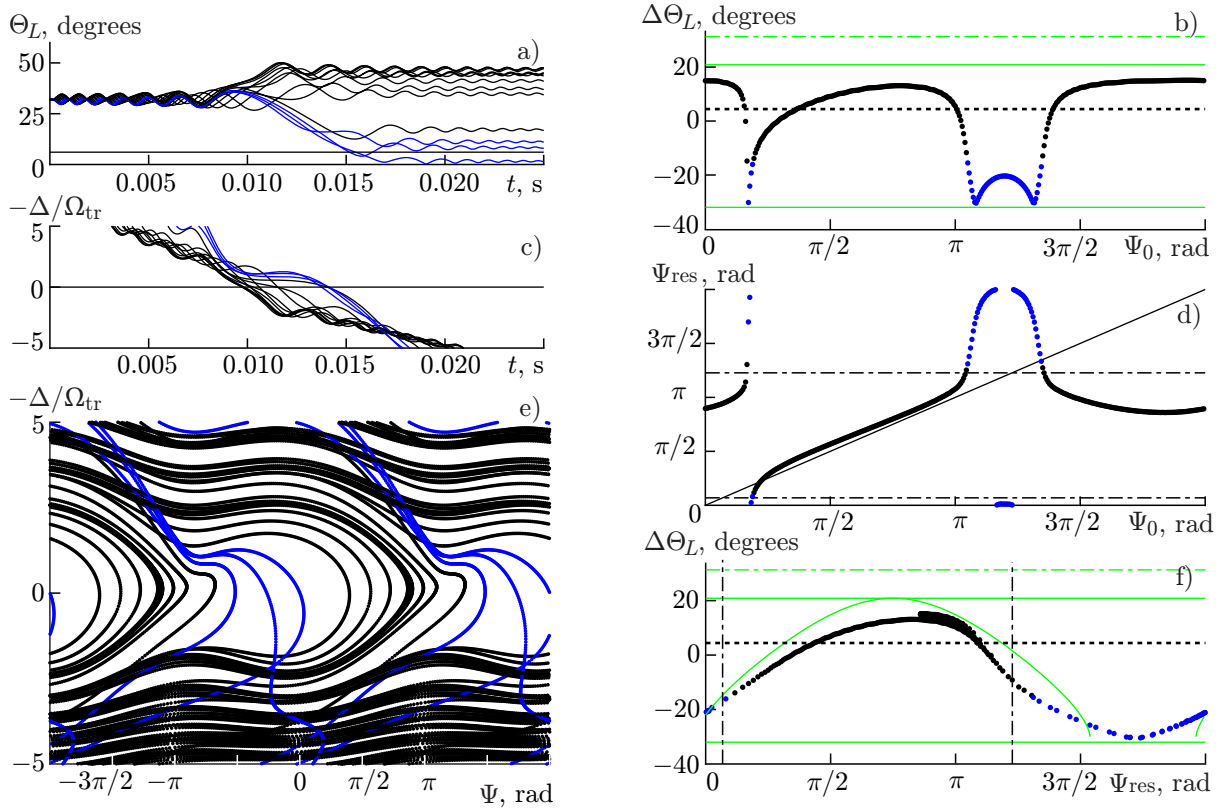 Θ_L, degrees
a)
50
25
0
0.005 0.010 0.015 0.020 t, s
−Δ/Ω_tr
c)
5
0
−5
0.005 0.010 0.015 0.020 t, s
−Δ/Ω_tr
e)
5
0
−5
−3π/2 −π 0 π/2 π Ψ, rad
ΔΘ_L, degrees
b)
20
0
−20
−40
0 π/2 π 3π/2 Ψ_0, rad
Ψ_res, rad
d)
3π/2
π
π/2
0
π/2 π 3π/2 Ψ_0, rad
ΔΘ_L, degrees
f)
20
0
−20
−40
0 π/2 π 3π/2 Ψ_res, rad